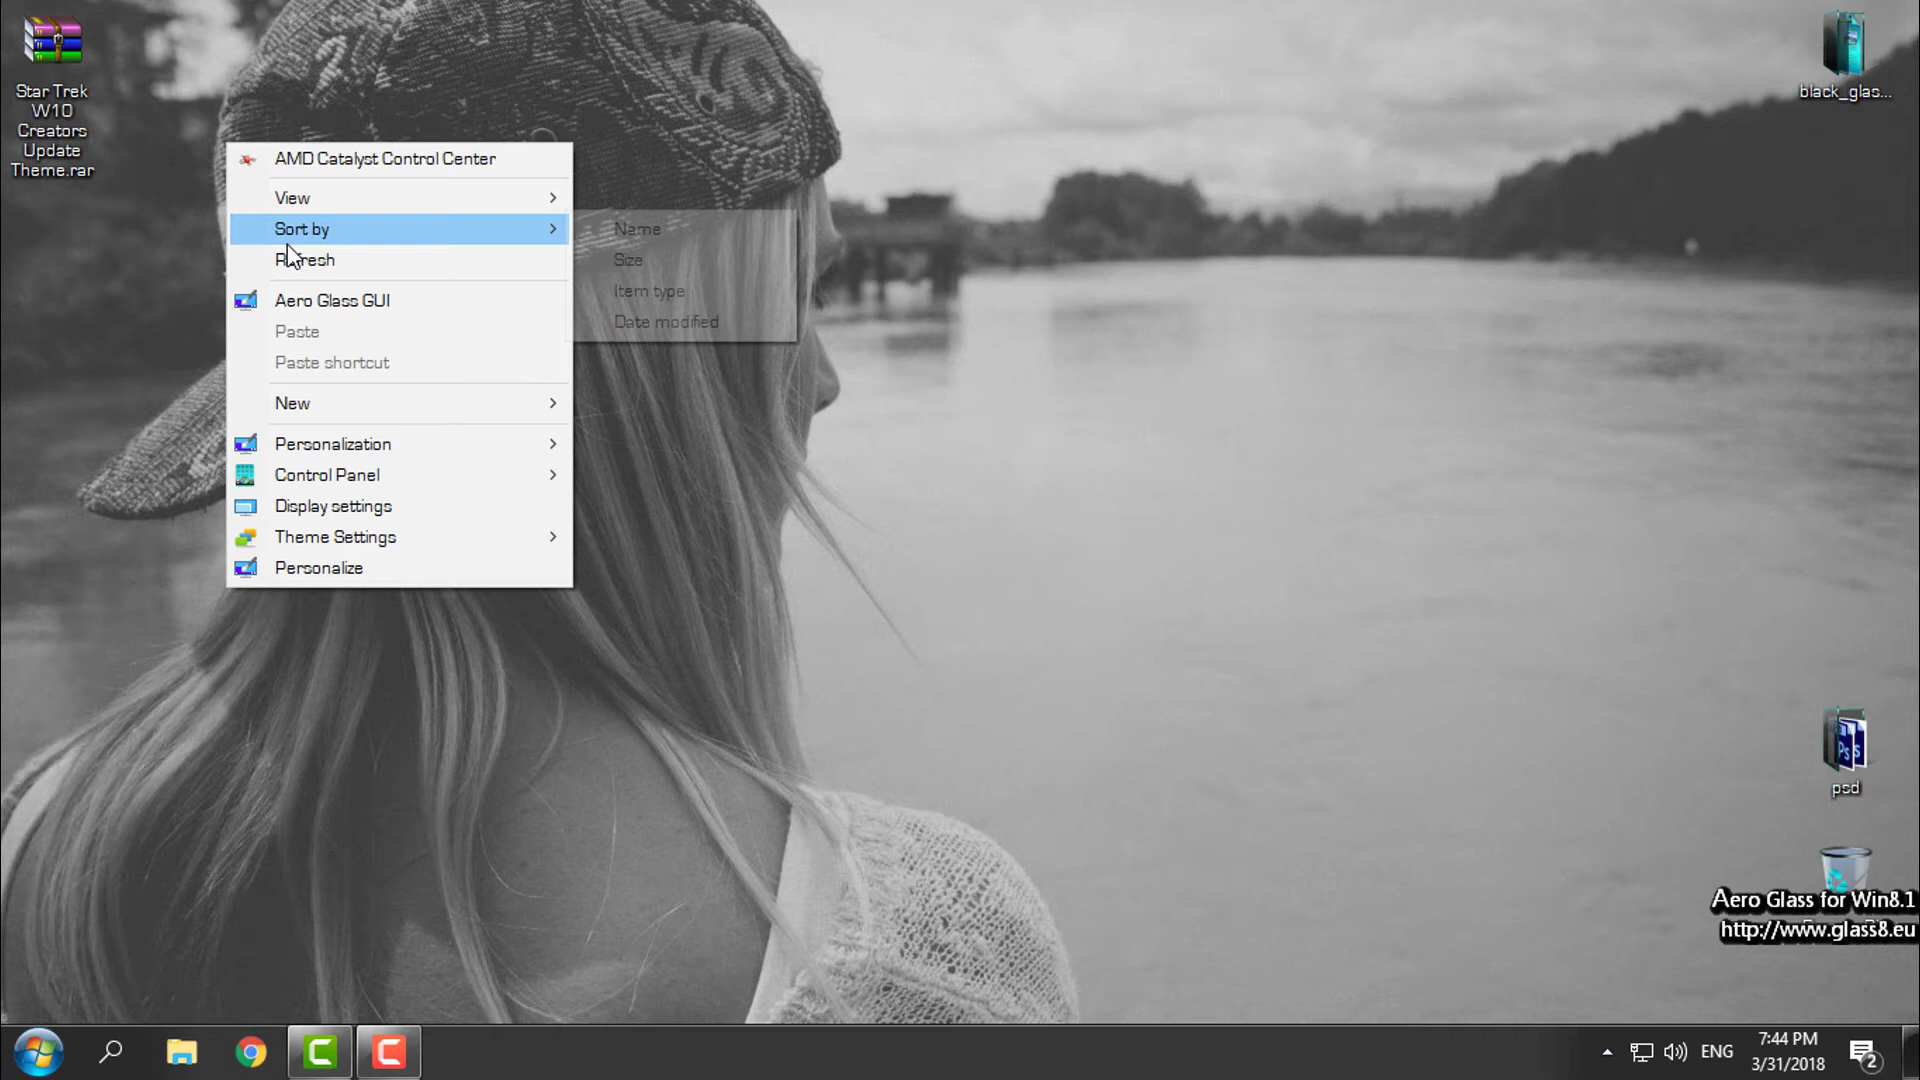 Star Trek
W10
Creators
Update
Theme.rar
black_glas...
AMD Catalyst Control Center
View
Sort by
Refresh
Name
Size
Item type
Date modified
Aero Glass GUI
Paste
Paste shortcut
New
Personalization
Control Panel
Display settings
Theme Settings
Personalize
Ps
psd
Aero Glass for Win8.1
http://www.glass8.eu
ENG
7:44 PM
3/31/2018
2